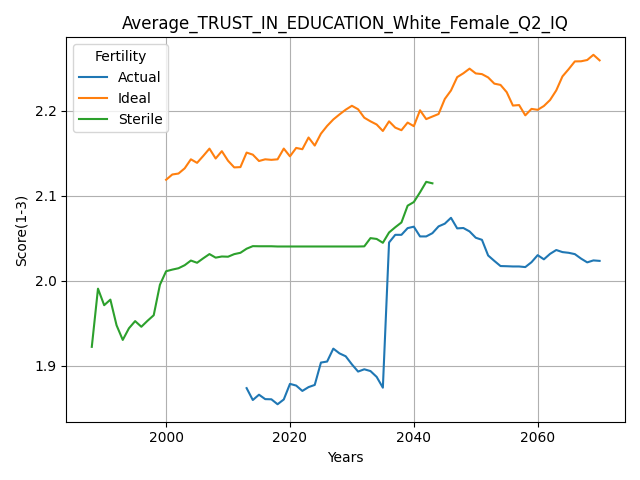 Average_TRUST_IN_EDUCATION_White_Female_Q2_IQ
Fertility
Actual
Ideal
Sterile
Score(1-3)
2.2
2.1
2.0
1.9
2000
2020
2040
2060
Years